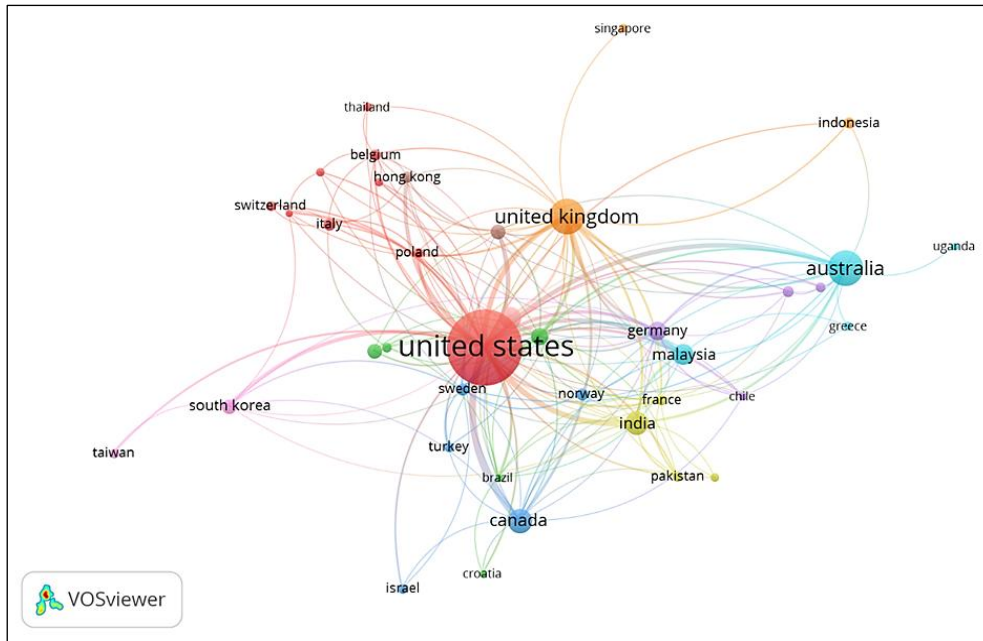 singapore
thailand
indonesia
belgium
hong kong
switzerland
united kingdom
italy
poland
uganda
australia
germany
greece
united states
malaysia
sweden
norway
france
chile
south korea
india
turkey
taiwan
brazil
pakistan
canada
croatia
israel
VOSviewer